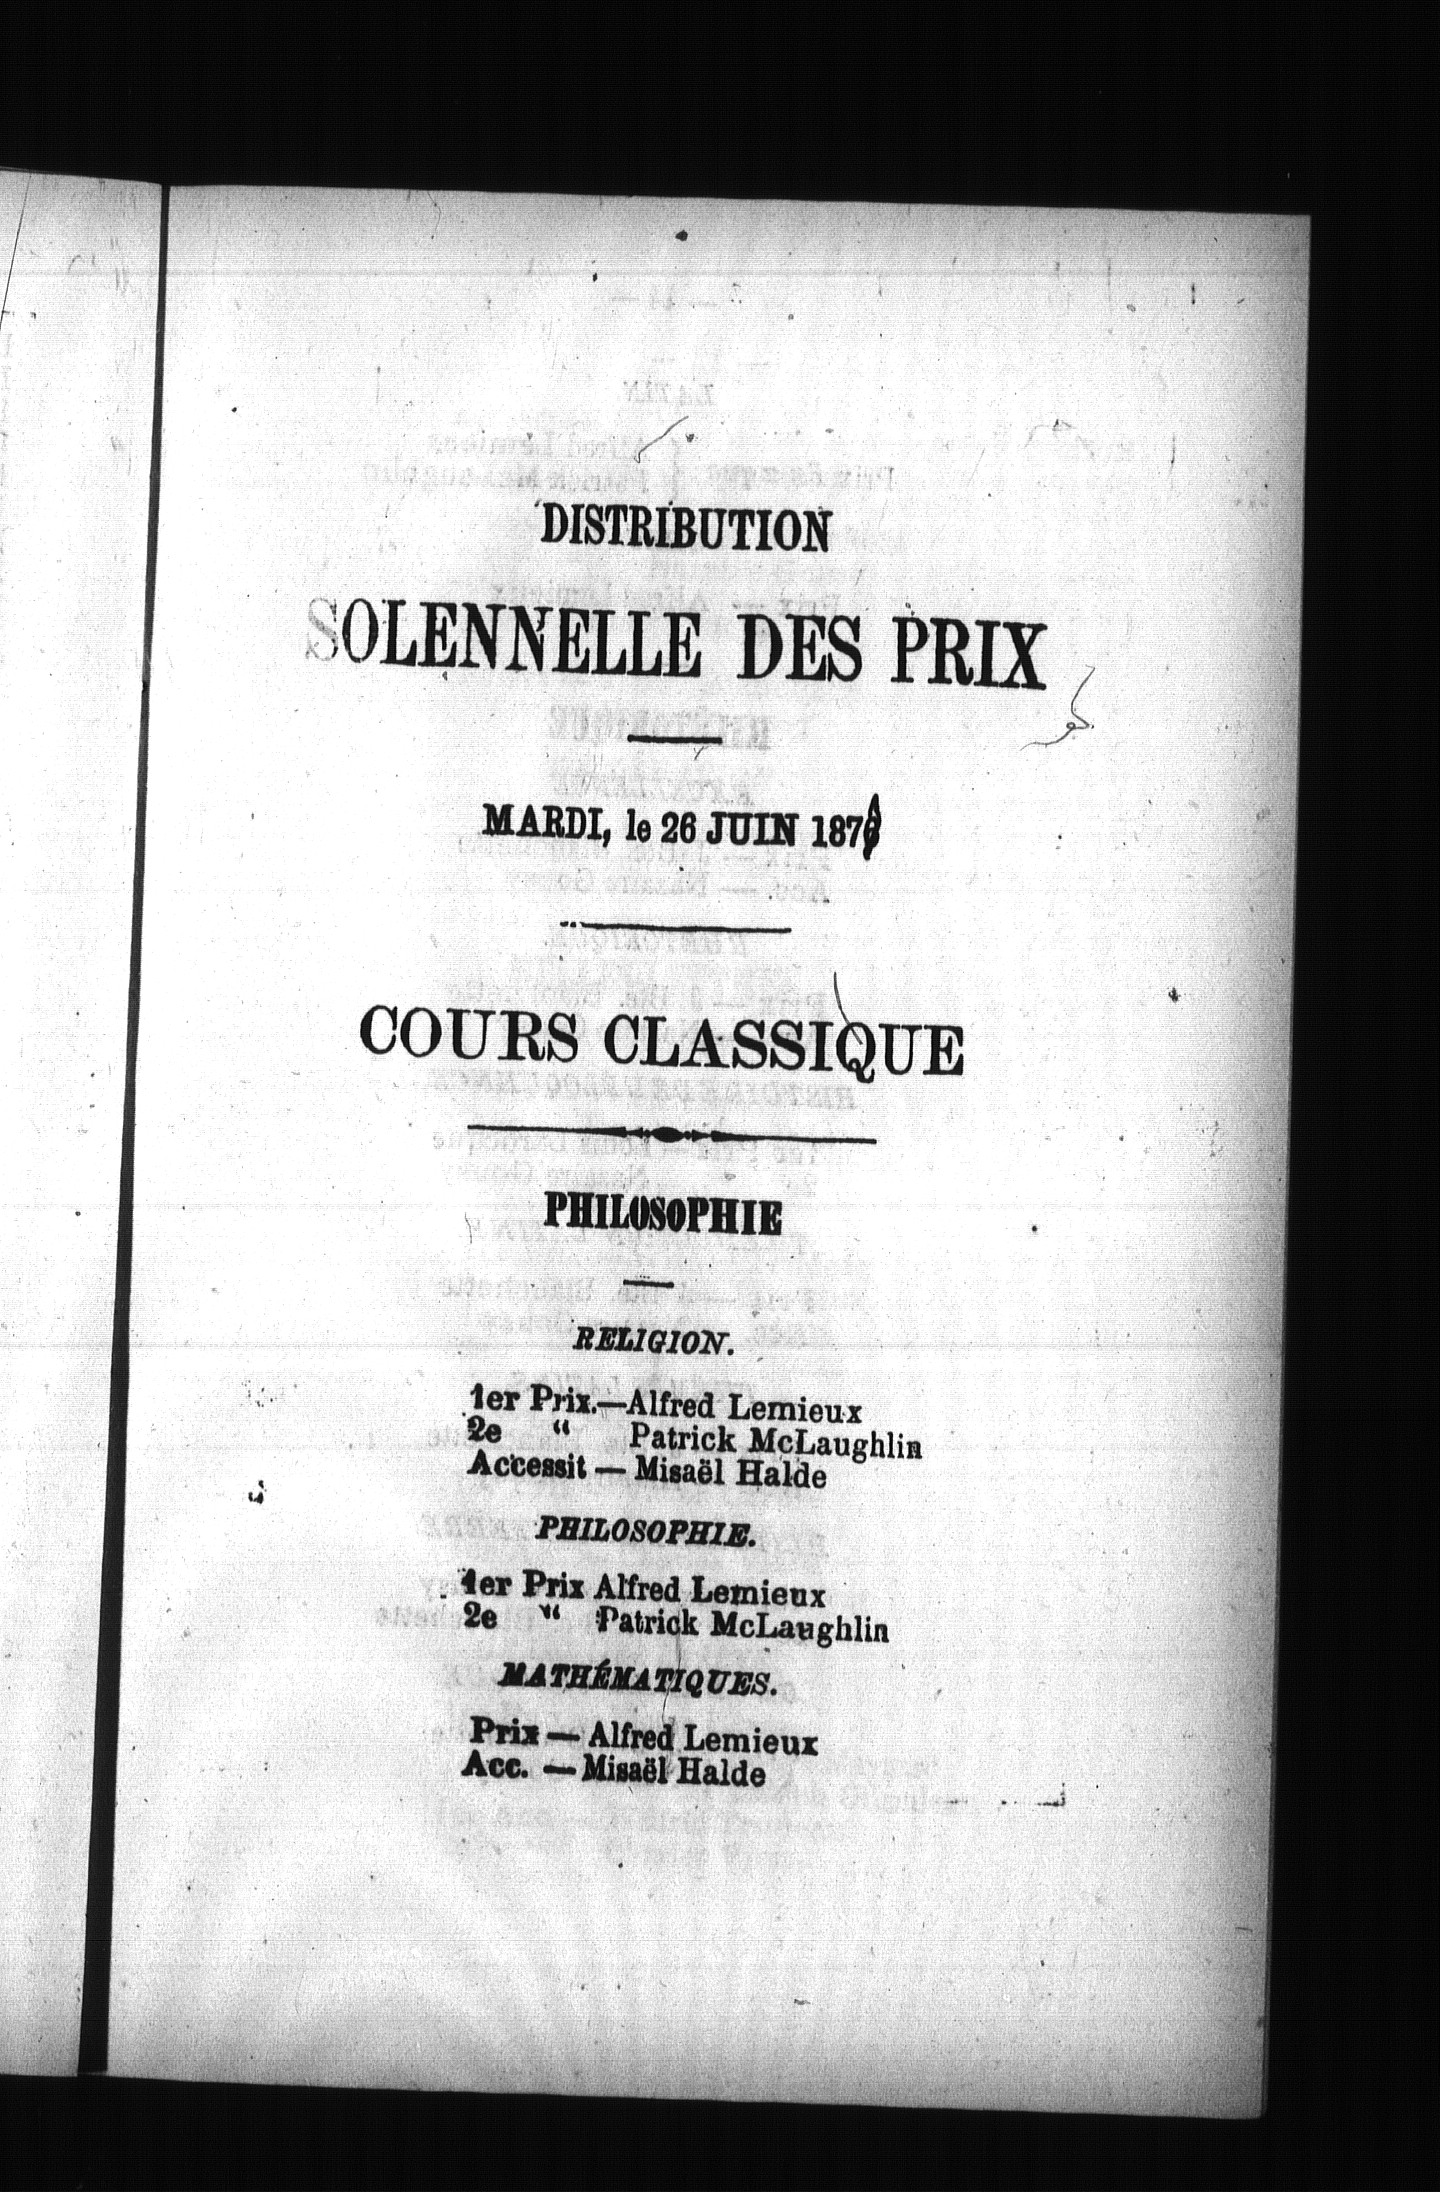 DISTRIBUTION
SOLENNELLE DES PRIX
MARDI, le 26 JUIN
COURS CLASSIQUE
PHILOSOPHIE
RELIGION.
1er Prix.—Alfred Lemieux
2e " Patrick McLaughlin
Accessit — Misaël Halde
PHILOSOPHIE.
1er Prix Alfred Lemieux
2e " Patrick McLaughlin
MATHÉMATIQUES.
Prix — Alfred Lemieux
Acc. — Misaël Halde